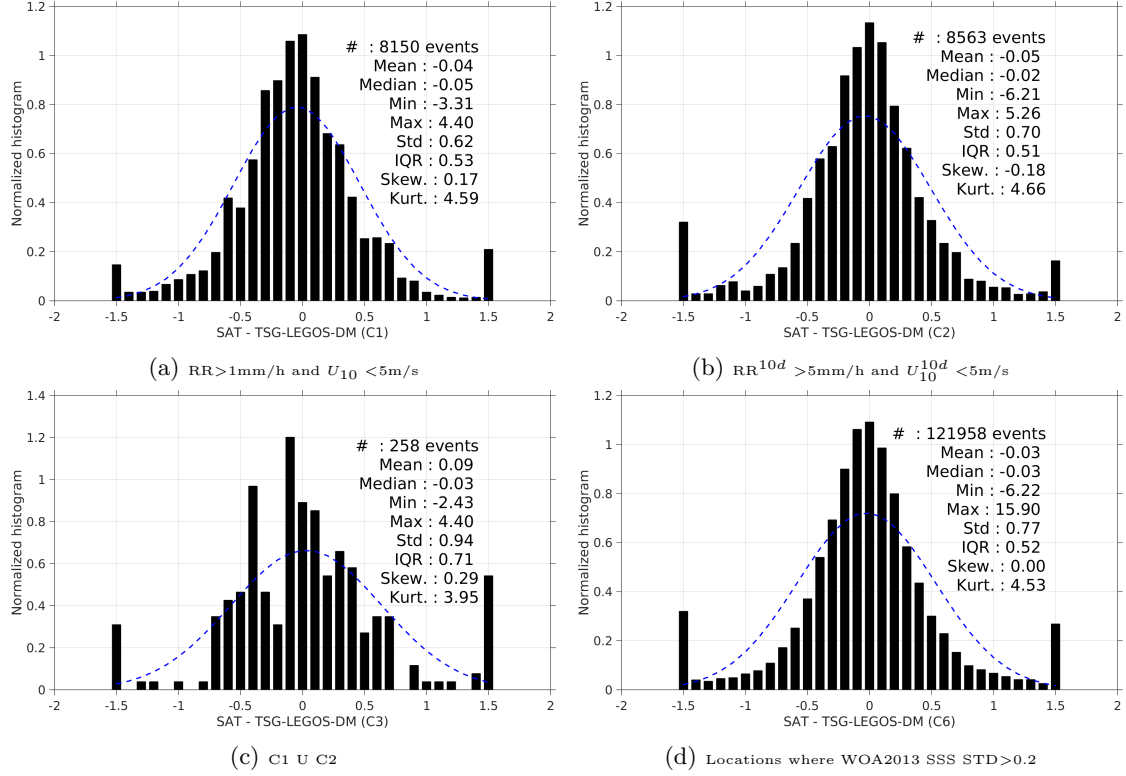 1.2
1
0.8
0.6
0.4
0.2
0
Normalized histogram
# : 8150 events
Mean : -0.04
Median : -0.05
Min : -3.31
Max : 4.40
Std : 0.62
IQR : 0.53
Skew. : 0.17
Kurt. : 4.59
-2 -1.5 -1 -0.5 0 0.5 1 1.5 2
SAT - TSG-LEGOS-DM (C1)
(a) RR>1mm/h and U10 <5m/s
1.2
1
0.8
0.6
0.4
0.2
0
Normalized histogram
# : 8563 events
Mean : -0.05
Median : -0.02
Min : -6.21
Max : 5.26
Std : 0.70
IQR : 0.51
Skew. : -0.18
Kurt. : 4.66
-2 -1.5 -1 -0.5 0 0.5 1 1.5 2
SAT - TSG-LEGOS-DM (C2)
(b) RR^10d >5mm/h and U10^10d <5m/s
1.4
1.2
1
0.8
0.6
0.4
0.2
0
Normalized histogram
# : 258 events
Mean : 0.09
Median : -0.03
Min : -2.43
Max : 4.40
Std : 0.94
IQR : 0.71
Skew. : 0.29
Kurt. : 3.95
-2 -1.5 -1 -0.5 0 0.5 1 1.5 2
SAT - TSG-LEGOS-DM (C3)
(c) C1 U C2
1.2
1
0.8
0.6
0.4
0.2
0
Normalized histogram
# : 121958 events
Mean : -0.03
Median : -0.03
Min : -6.22
Max : 15.90
Std : 0.77
IQR : 0.52
Skew. : 0.00
Kurt. : 4.53
-2 -1.5 -1 -0.5 0 0.5 1 1.5 2
SAT - TSG-LEGOS-DM (C6)
(d) Locations where WOA2013 SSS STD>0.2